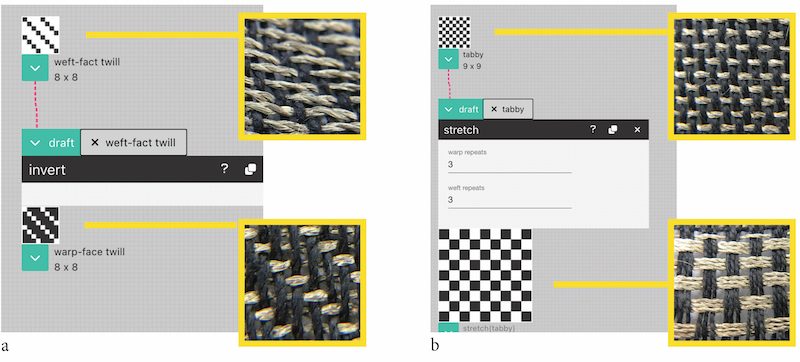 weft-fact twill
8 x 8
draft
× weft-fact twill
invert
?
warp-face twill
8 x 8
a
tabby
9 x 9
draft
× tabby
stretch
? ×
warp repeats
3
weft repeats
3
stretch(tabby)
b